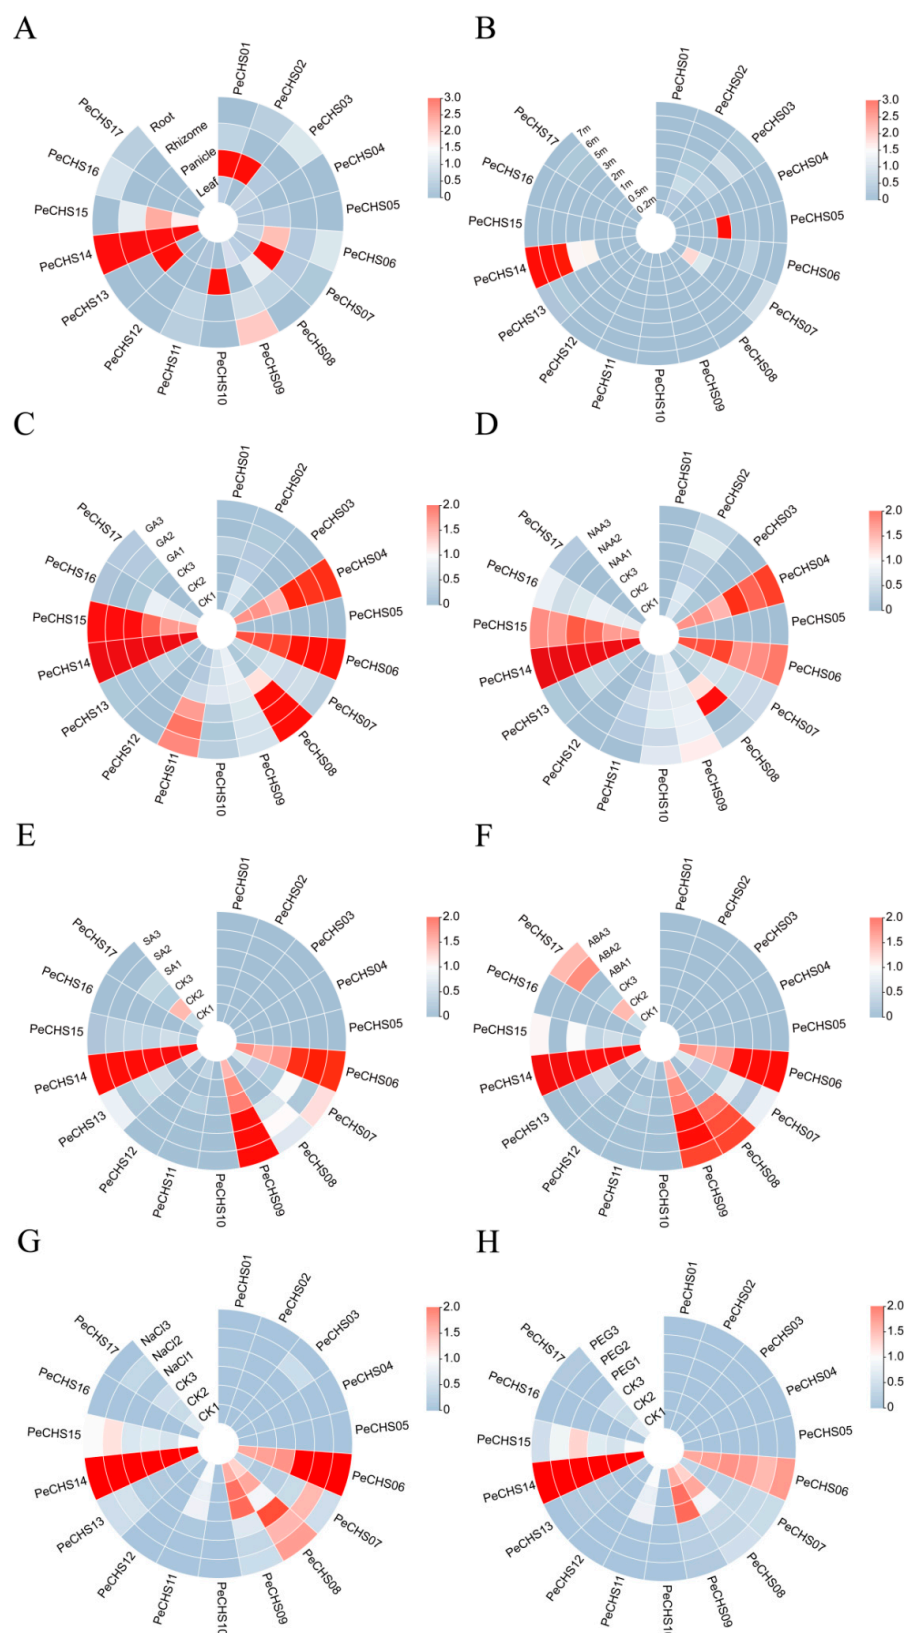 A
PeCHS01
PeCHS02
PeCHS03
PeCHS04
PeCHS05
PeCHS06
PeCHS07
PeCHS08
PeCHS09
PeCHS10
PeCHS11
PeCHS12
PeCHS13
PeCHS14
PeCHS15
PeCHS16
PeCHS17
Root
Rhizome
Panicle
Leaf
3.0
2.5
2.0
1.5
1.0
0.5
0
B
PeCHS01
PeCHS02
PeCHS03
PeCHS04
PeCHS05
PeCHS06
PeCHS07
PeCHS08
PeCHS09
PeCHS10
PeCHS11
PeCHS12
PeCHS13
PeCHS14
PeCHS15
PeCHS16
PeCHS17
7m
6m
5m
3m
2m
1m
0.5m
0.2m
3.0
2.5
2.0
1.5
1.0
0.5
0
C
PeCHS01
PeCHS02
PeCHS03
PeCHS04
PeCHS05
PeCHS06
PeCHS07
PeCHS08
PeCHS09
PeCHS10
PeCHS11
PeCHS12
PeCHS13
PeCHS14
PeCHS15
PeCHS16
PeCHS17
GA3
GA2
GA1
CK3
CK2
CK1
2.0
1.5
1.0
0.5
0
D
PeCHS01
PeCHS02
PeCHS03
PeCHS04
PeCHS05
PeCHS06
PeCHS07
PeCHS08
PeCHS09
PeCHS10
PeCHS11
PeCHS12
PeCHS13
PeCHS14
PeCHS15
PeCHS16
PeCHS17
NAA3
NAA2
NAA1
CK3
CK2
CK1
2.0
1.5
1.0
0.5
0
E
PeCHS01
PeCHS02
PeCHS03
PeCHS04
PeCHS05
PeCHS06
PeCHS07
PeCHS08
PeCHS09
PeCHS10
PeCHS11
PeCHS12
PeCHS13
PeCHS14
PeCHS15
PeCHS16
PeCHS17
SA3
SA2
SA1
CK3
CK2
CK1
2.0
1.5
1.0
0.5
0
F
PeCHS01
PeCHS02
PeCHS03
PeCHS04
PeCHS05
PeCHS06
PeCHS07
PeCHS08
PeCHS09
PeCHS10
PeCHS11
PeCHS12
PeCHS13
PeCHS14
PeCHS15
PeCHS16
PeCHS17
ABA3
ABA2
ABA1
CK3
CK2
CK1
2.0
1.5
1.0
0.5
0
G
PeCHS01
PeCHS02
PeCHS03
PeCHS04
PeCHS05
PeCHS06
PeCHS07
PeCHS08
PeCHS09
PeCHS10
PeCHS11
PeCHS12
PeCHS13
PeCHS14
PeCHS15
PeCHS16
PeCHS17
NaCl3
NaCl2
NaCl1
CK3
CK2
CK1
2.0
1.5
1.0
0.5
0
H
PeCHS01
PeCHS02
PeCHS03
PeCHS04
PeCHS05
PeCHS06
PeCHS07
PeCHS08
PeCHS09
PeCHS10
PeCHS11
PeCHS12
PeCHS13
PeCHS14
PeCHS15
PeCHS16
PeCHS17
PEG3
PEG2
PEG1
CK3
CK2
CK1
2.0
1.5
1.0
0.5
0